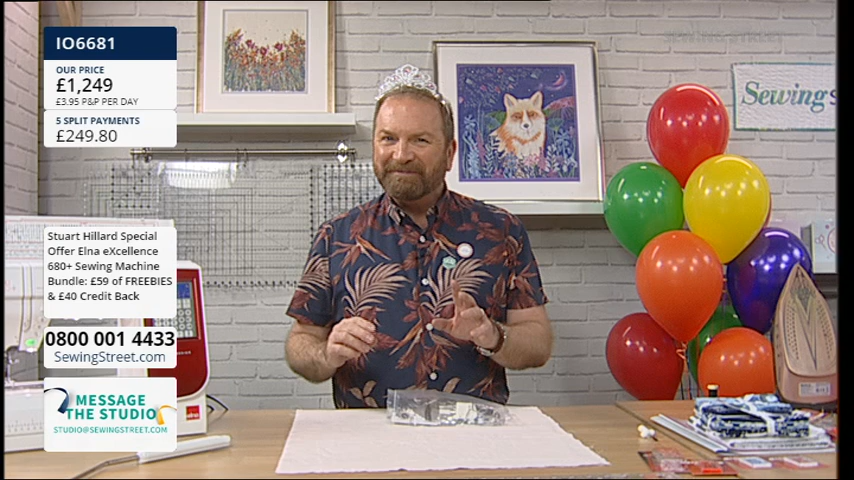 IO6681
OUR PRICE
£1,249
£3.95 P&P PER DAY
5 SPLIT PAYMENTS
£249.80
Stuart Hillard Special
Offer Elna eXcellence
680+ Sewing Machine
Bundle: £59 of FREEBIES
& £40 Credit Back
0800 001 4433
SewingStreet.com
MESSAGE
THE STUDIO
STUDIO@SEWINGSTREET.COM
SEWING STREET
Sewing